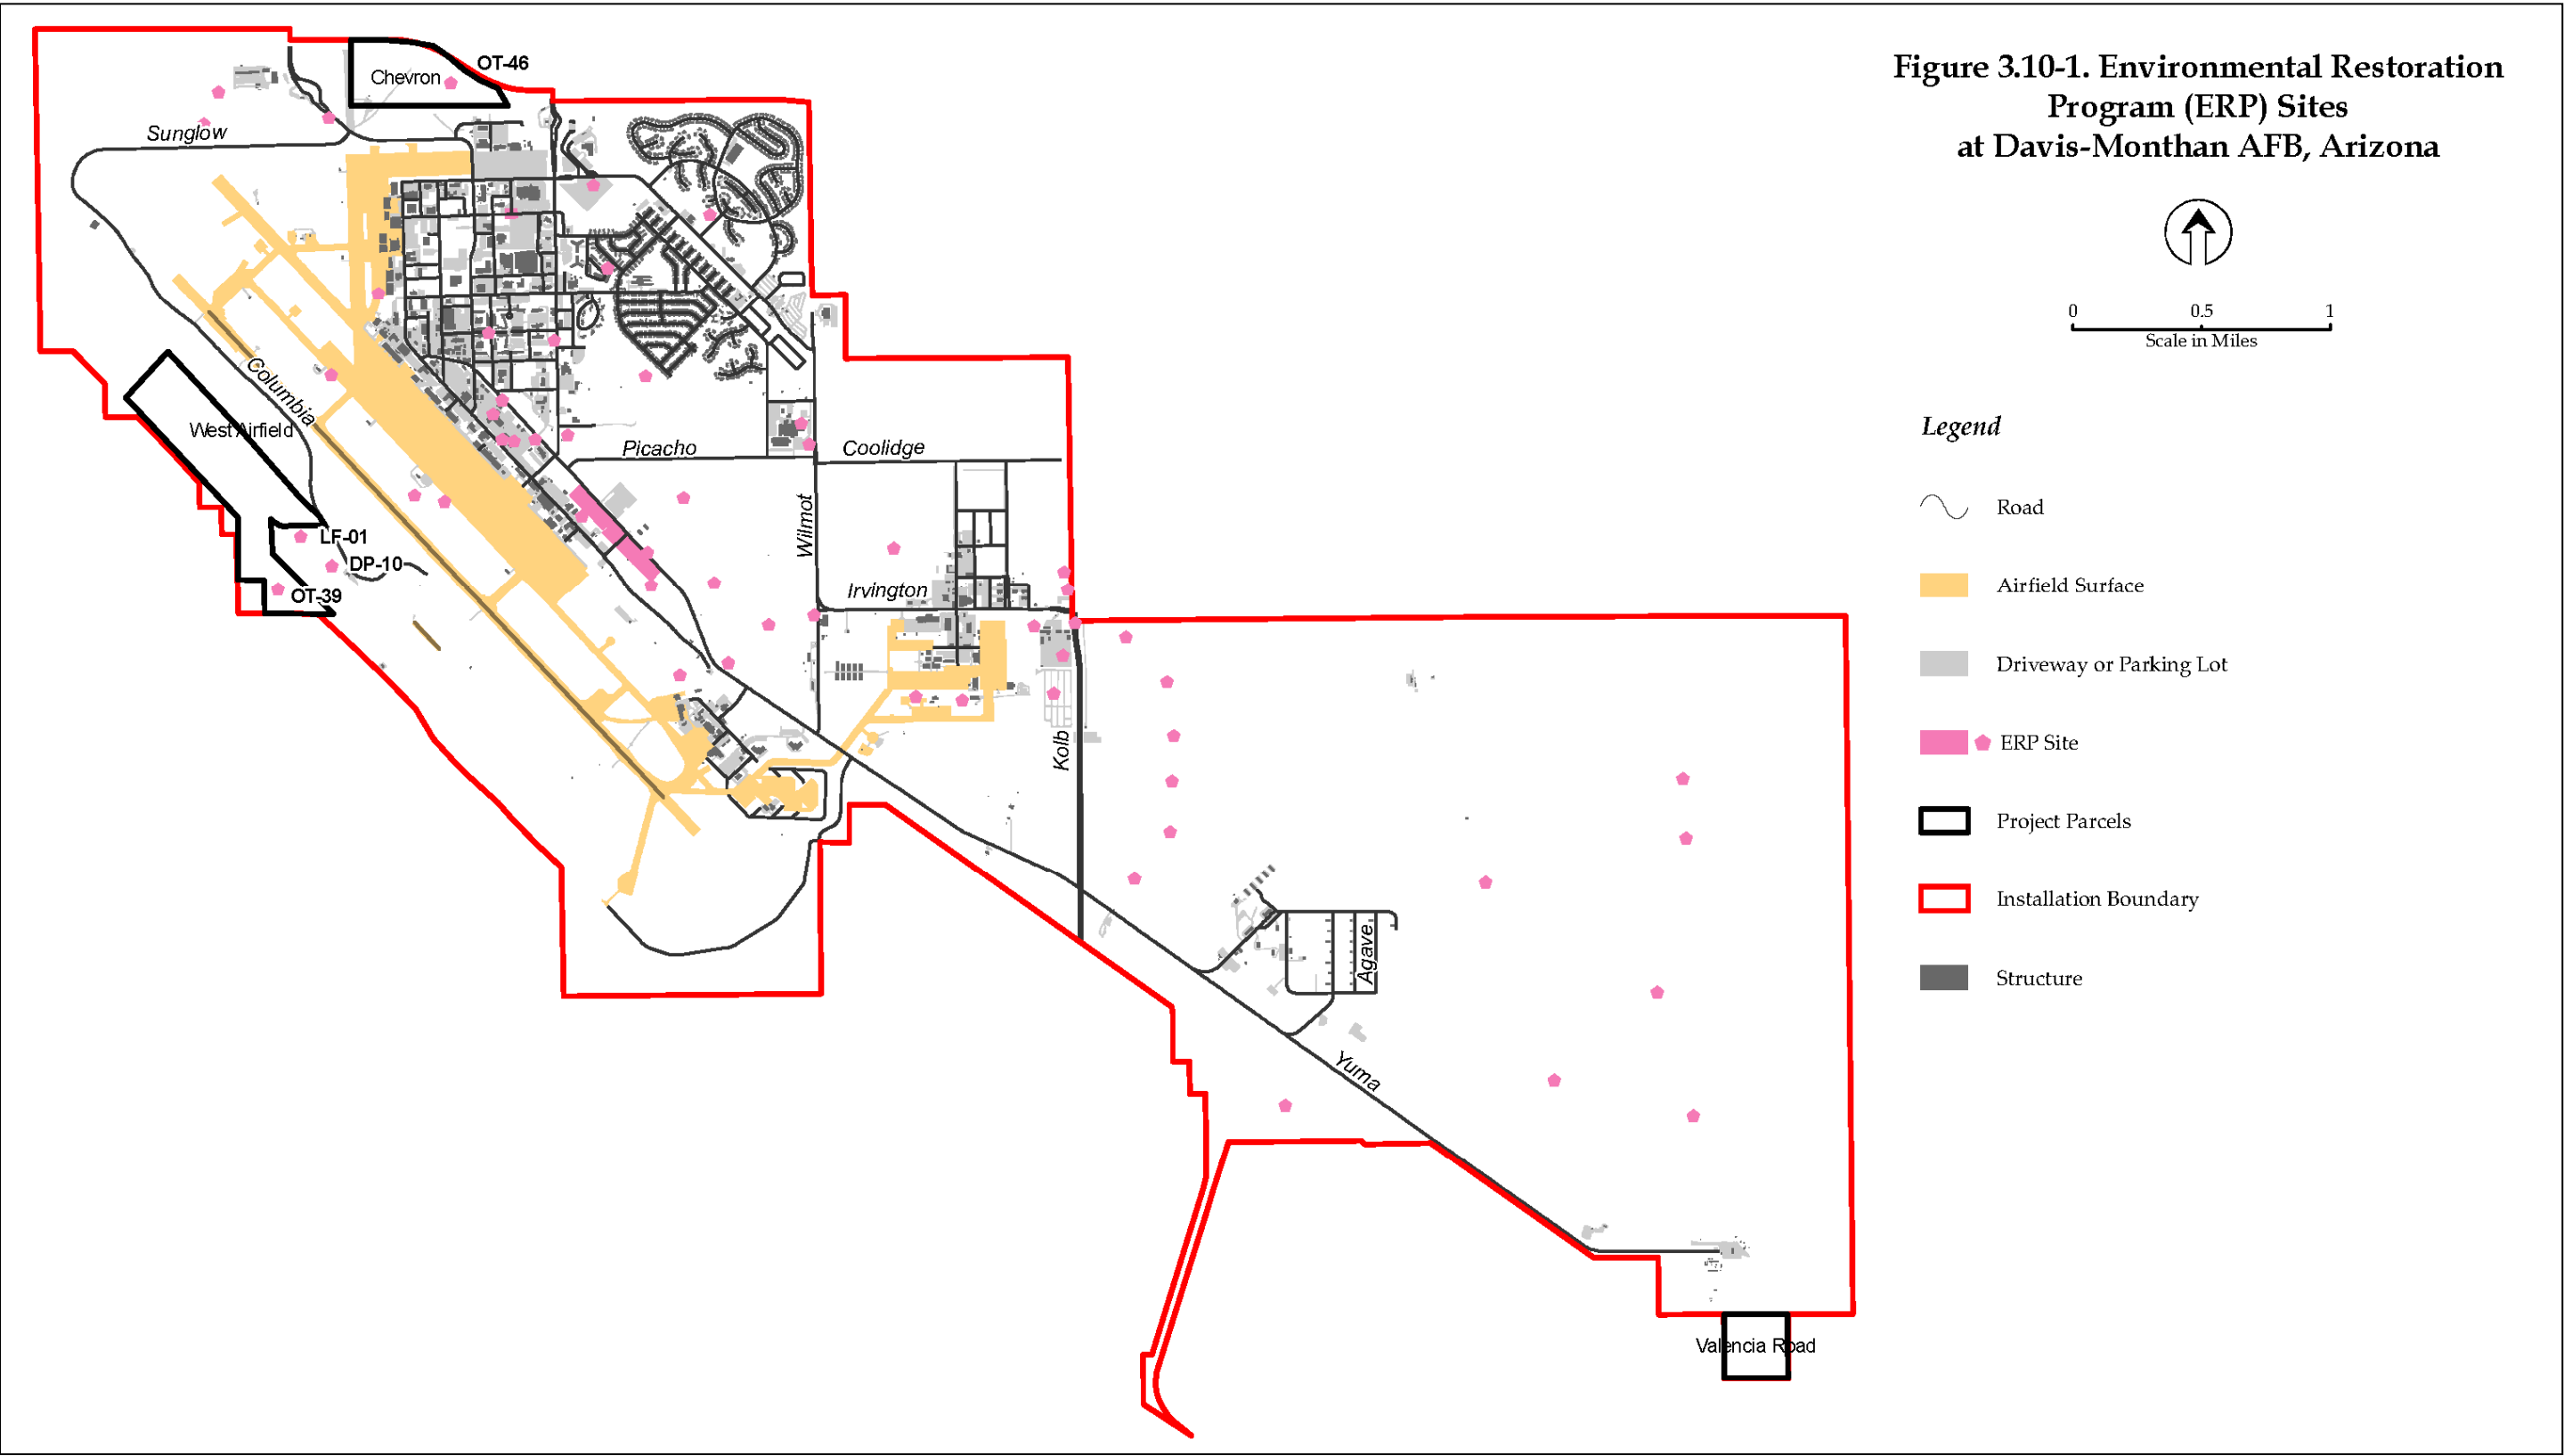 Figure 3.10-1. Environmental Restoration
Program (ERP) Sites
at Davis-Monthan AFB, Arizona
0 0.5 1
Scale in Miles
Legend
Road
Airfield Surface
Driveway or Parking Lot
ERP Site
Project Parcels
Installation Boundary
Structure
OT-46
Chevron
Sunglow
Columbia
West Airfield
Picacho
Coolidge
Wilmot
LF-01
DP-10
OT-39
Irvington
Kolb
Agave
Yuma
Valencia Road